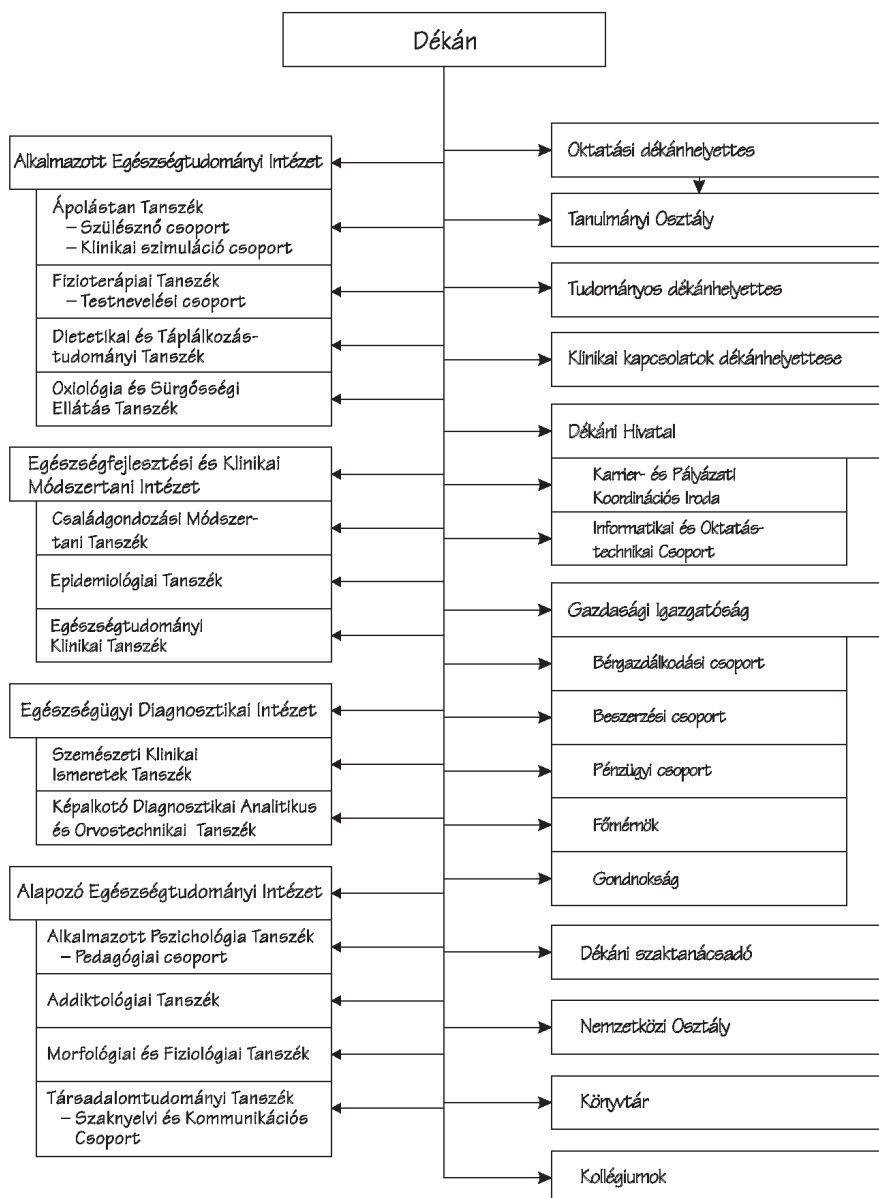 Dékán
Alkalmazott Egészségtudományi Intézet
Ápolástan Tanszék
– Szülésznő csoport
– Klinikai szimuláció csoport
Fizioterápiai Tanszék
– Testnevelési csoport
Dietetikai és Táplálkozás-
tudományi Tanszék
Oxiológia és Sürgősségi
Ellátás Tanszék
Egészségfejlesztési és Klinikai
Módszertani Intézet
Családgondozási Módszer-
tani Tanszék
Epidemiológiai Tanszék
Egészségtudományi
Klinikai Tanszék
Egészségügyi Diagnosztikai Intézet
Szemészeti Klinikai
Ismeretek Tanszék
Képalkotó Diagnosztikai Analitikus
és Orvostechnikai Tanszék
Alapozó Egészségtudományi Intézet
Alkalmazott Pszichológia Tanszék
– Pedagógiai csoport
Addiktológiai Tanszék
Morfológiai és Fiziológiai Tanszék
Társadalomtudományi Tanszék
– Szaknyelvi és Kommunikációs
Csoport
Oktatási dékánhelyettes
Tanulmányi Osztály
Tudományos dékánhelyettes
Klinikai kapcsolatok dékánhelyettese
Dékáni Hivatal
Karrier- és Pályázati
Koordinációs Iroda
Informatikai és Oktatás-
technikai Csoport
Gazdasági Igazgatóság
Bérgazdálkodási csoport
Beszerzési csoport
Pénzügyi csoport
Főmérnök
Gondnokság
Dékáni szaktanácsadó
Nemzetközi Osztály
Könyvtár
Kollégiumok